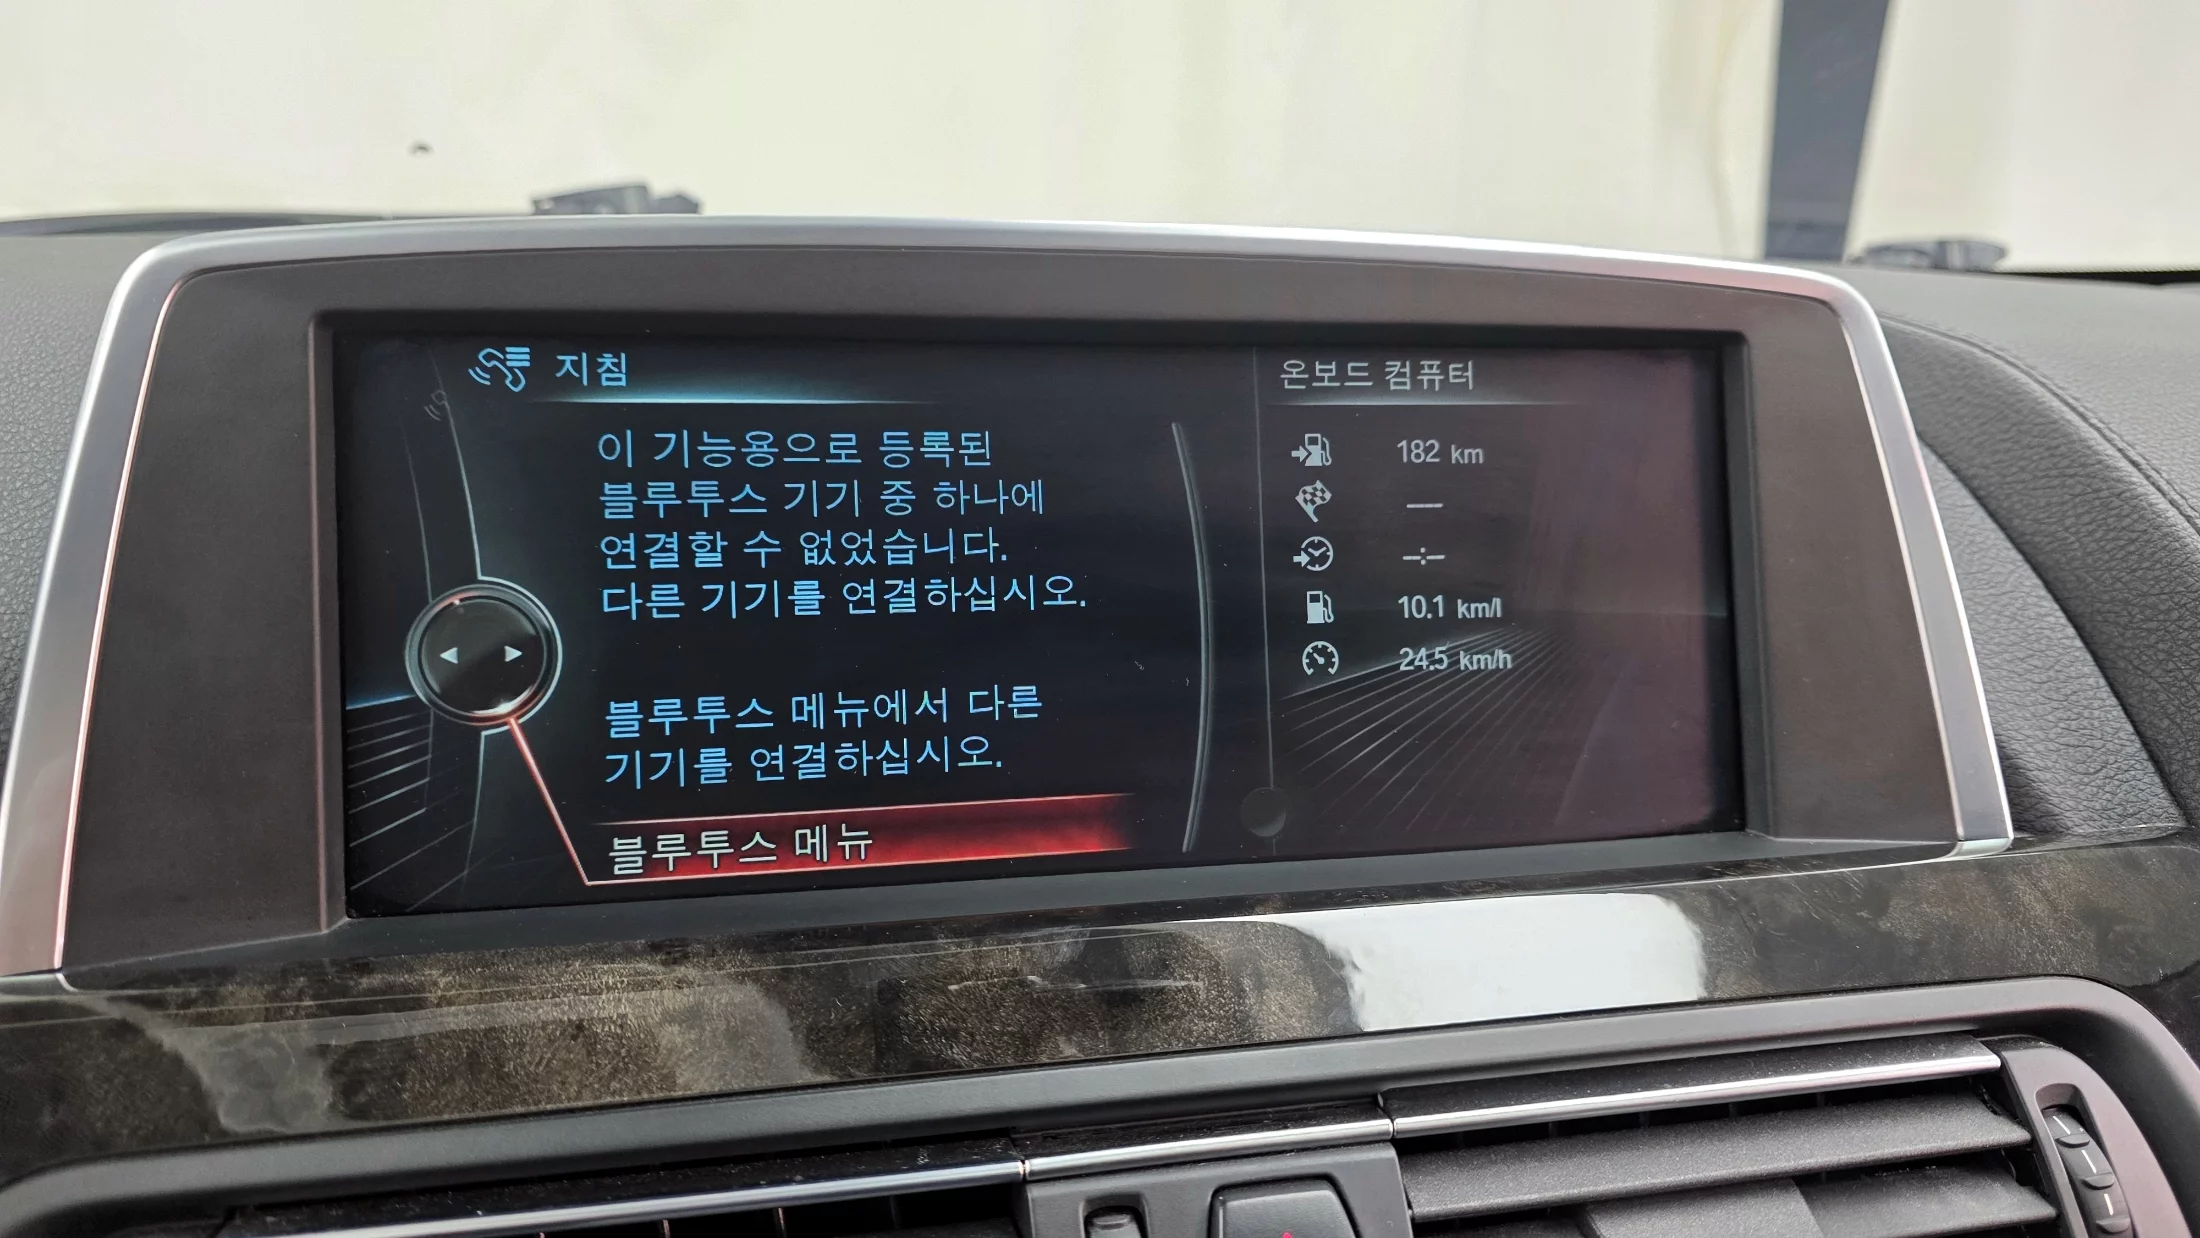 지침
이 기능용으로 등록된
블루투스 기기 중 하나에
연결할 수 없었습니다.
다른 기기를 연결하십시오.
블루투스 메뉴에서 다른
기기를 연결하십시오.
블루투스 메뉴
온보드 컴퓨터
182 km
—
-:-
10.1 km/l
24.5 km/h